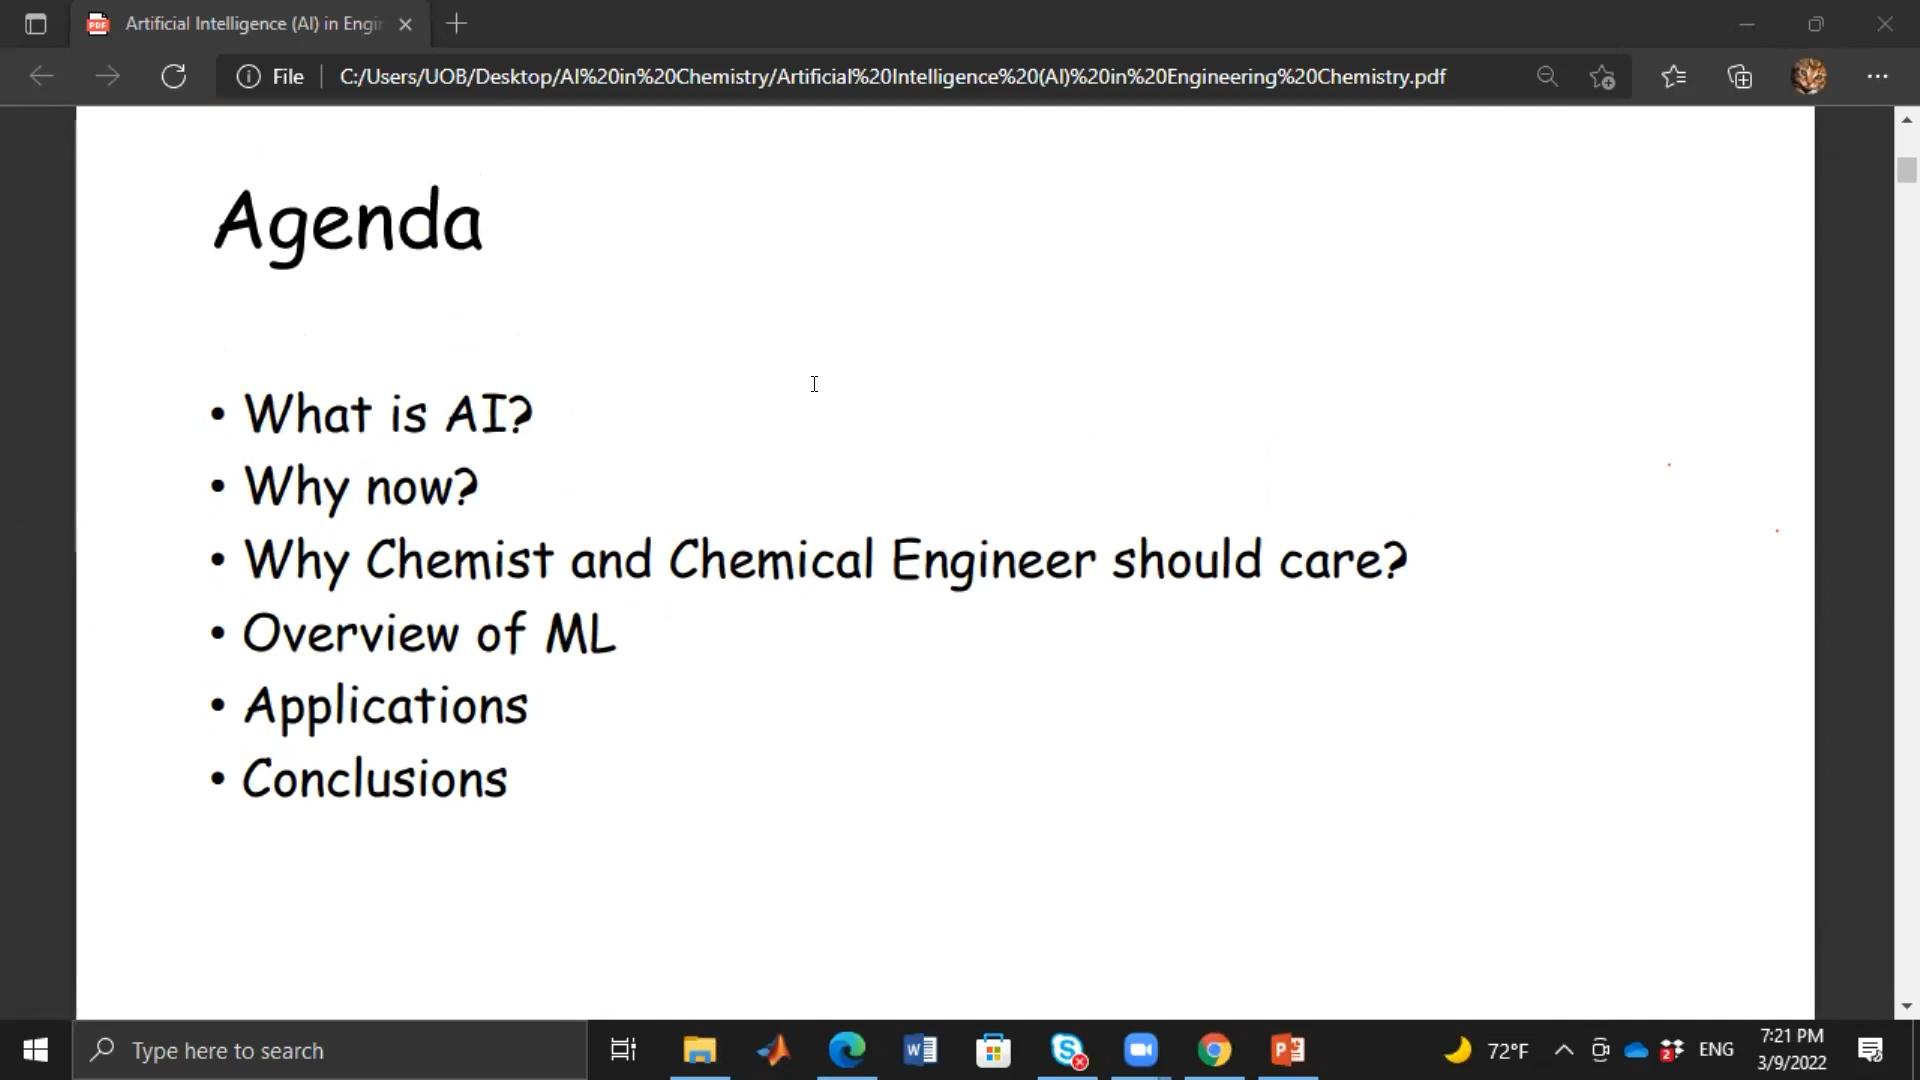 Artificial Intelligence (AI) in Engin
File
C:/Users/UOB/Desktop/AI%20in%20Chemistry/Artificial%20Intelligence%20(AI)%20in%20Engineering%20Chemistry.pdf
Agenda
• What is AI?
• Why now?
• Why Chemist and Chemical Engineer should care?
• Overview of ML
• Applications
• Conclusions
Type here to search
72°F
ENG
7:21 PM
3/9/2022